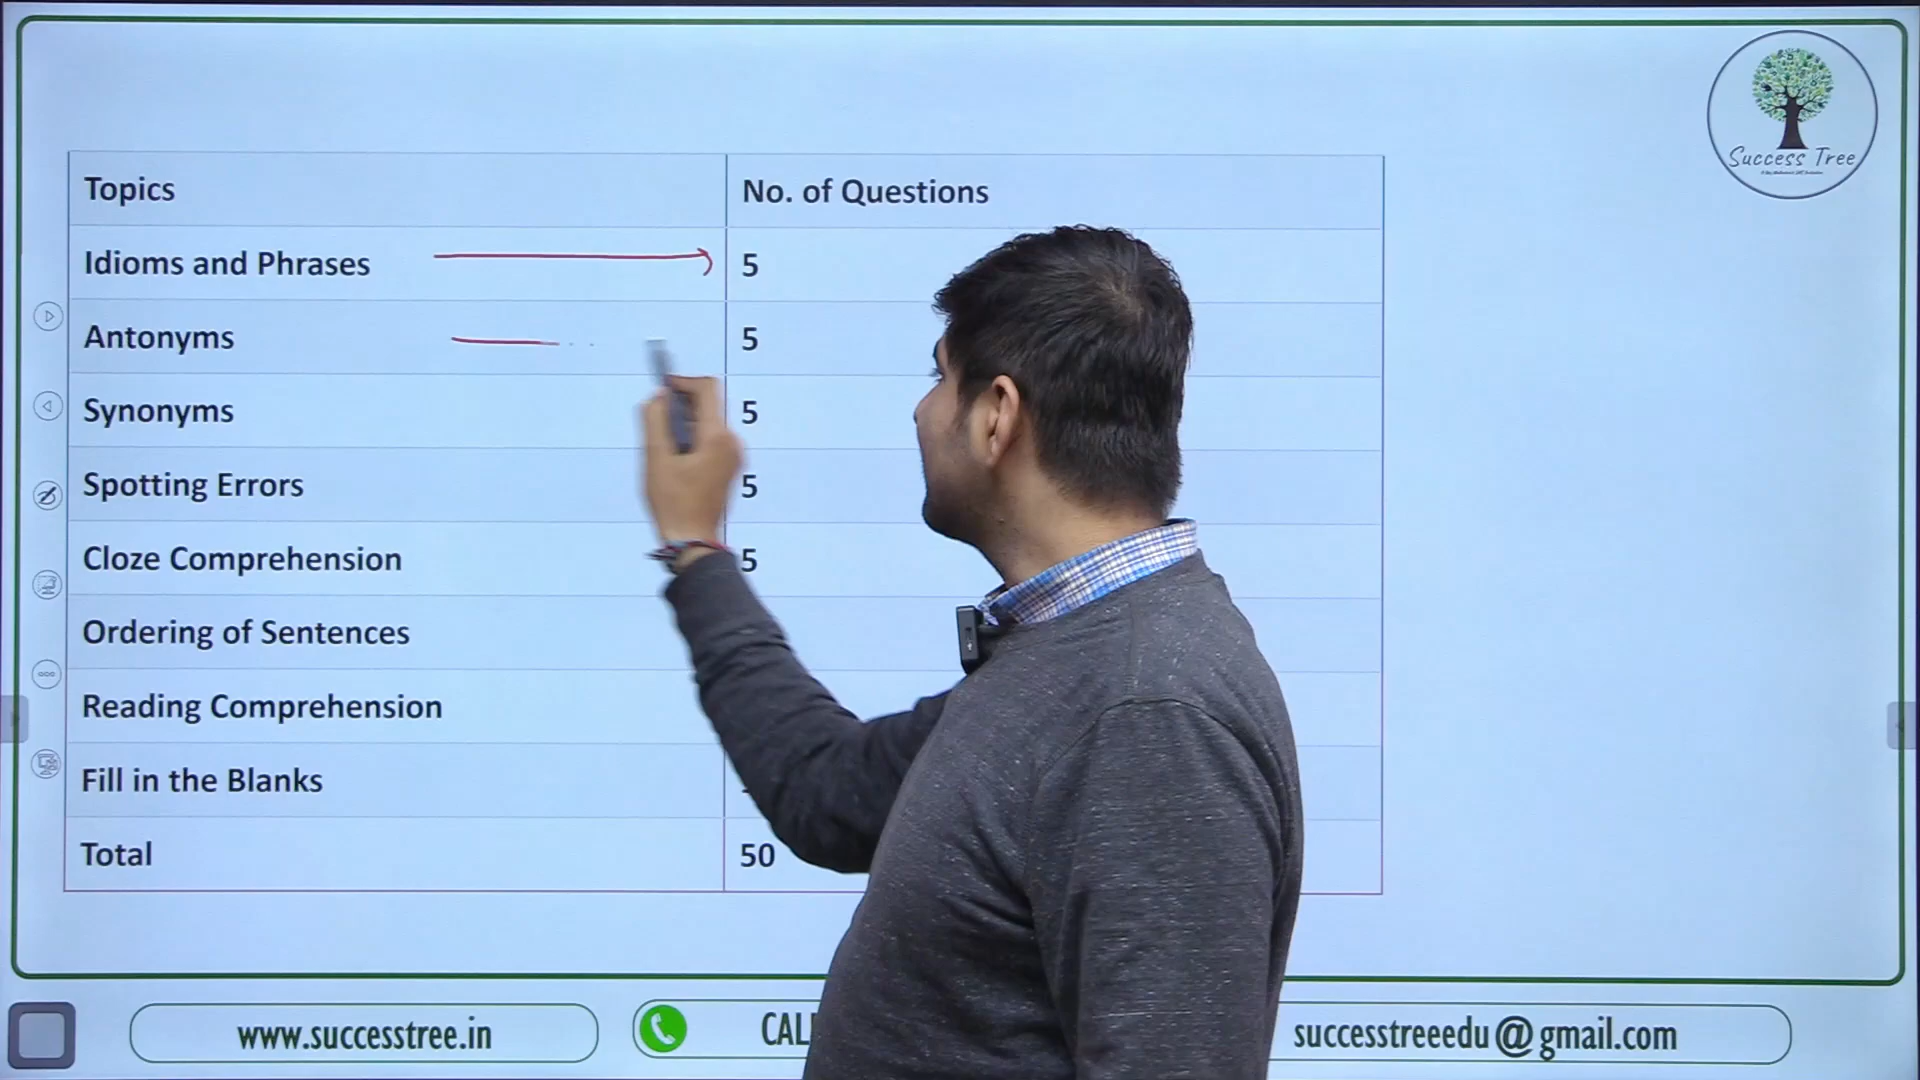 Success Tree
Topics No. of Questions
Idioms and Phrases 5
Antonyms 5
Synonyms 5
Spotting Errors 5
Cloze Comprehension 5
Ordering of Sentences
Reading Comprehension
Fill in the Blanks
Total 50
www.successtree.in
successtreeedu@gmail.com